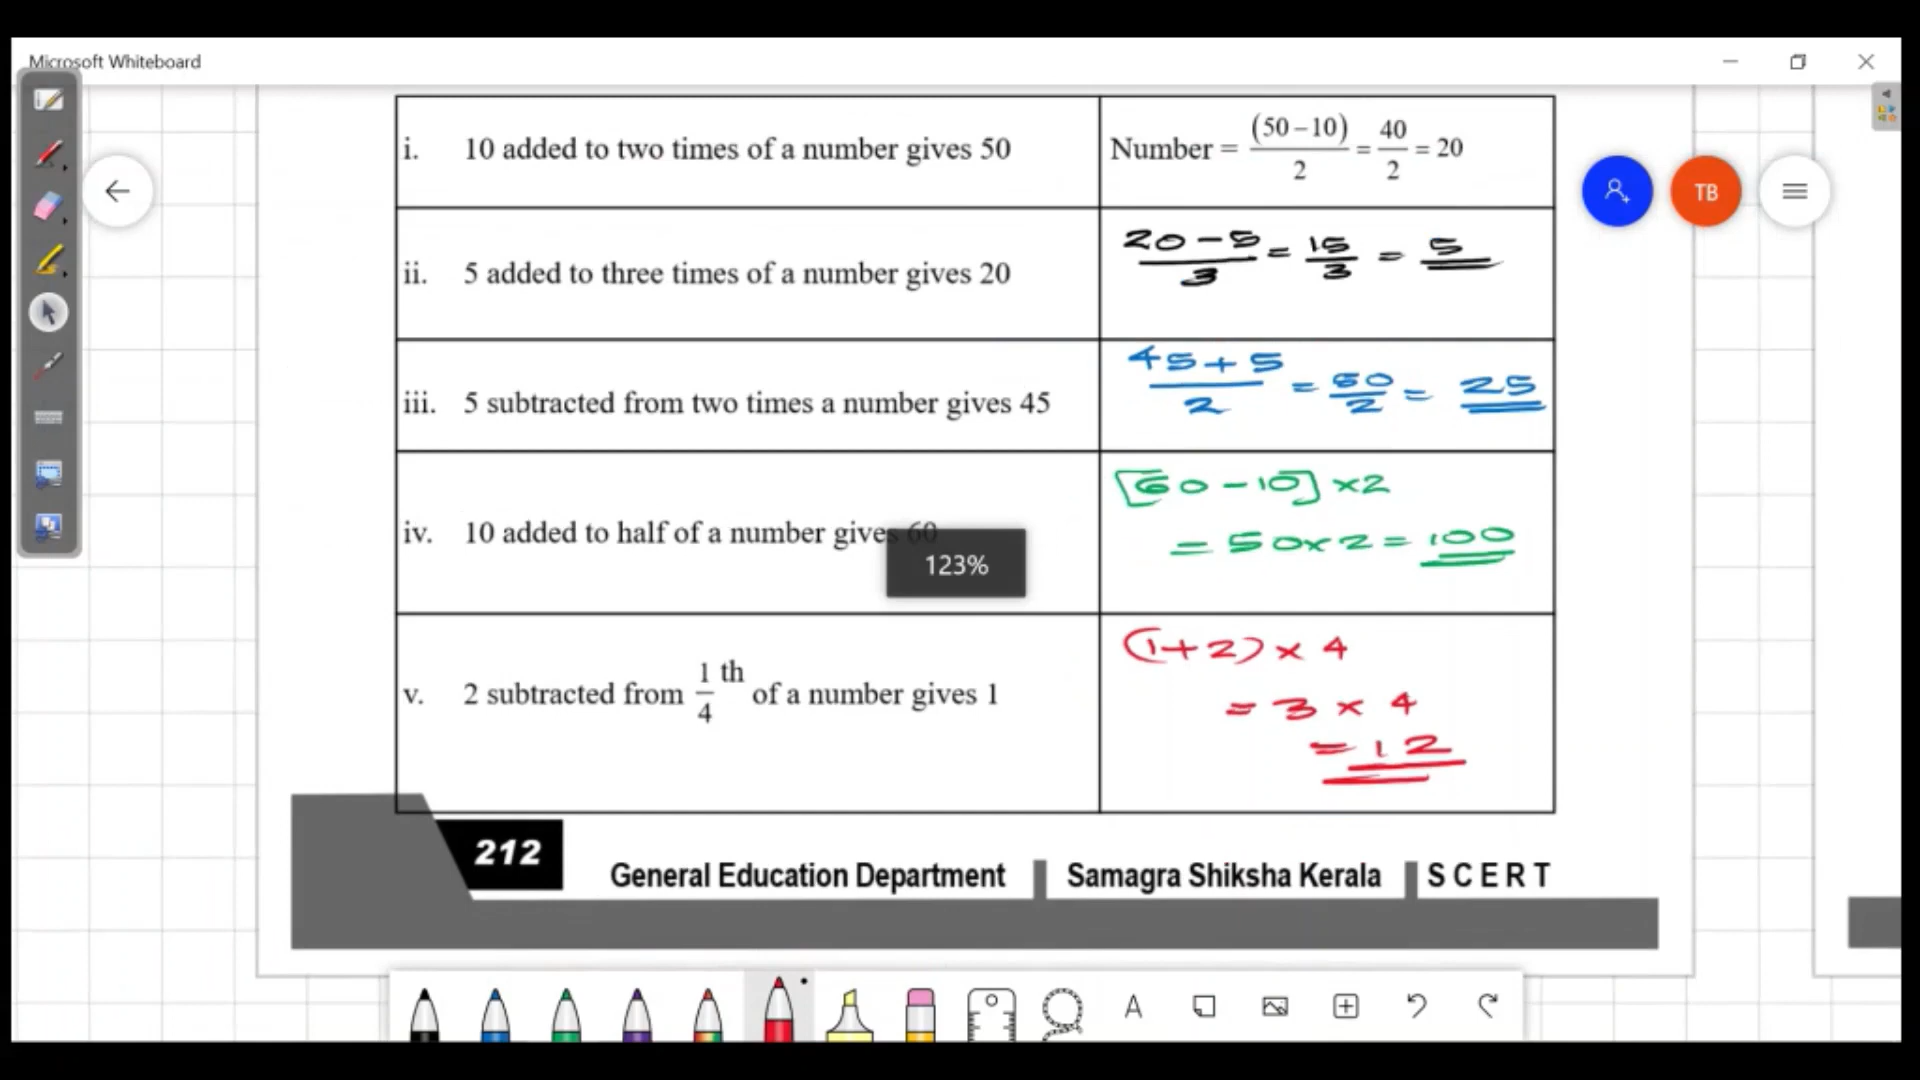 Microsoft Whiteboard
i. 10 added to two times of a number gives 50
Number = (50 – 10) / 2 = 40 / 2 = 20
TB
ii. 5 added to three times of a number gives 20
20 – 5 / 3 = 15 / 3 = 5
iii. 5 subtracted from two times a number gives 45
45 + 5 / 2 = 50 / 2 = 25
iv. 10 added to half of a number gives 60
[60 – 10] × 2
= 50 × 2 = 100
123%
v. 2 subtracted from 1/4 th of a number gives 1
(1 + 2) × 4
= 3 × 4
= 12
212
General Education Department | Samagra Shiksha Kerala | SCERT
A